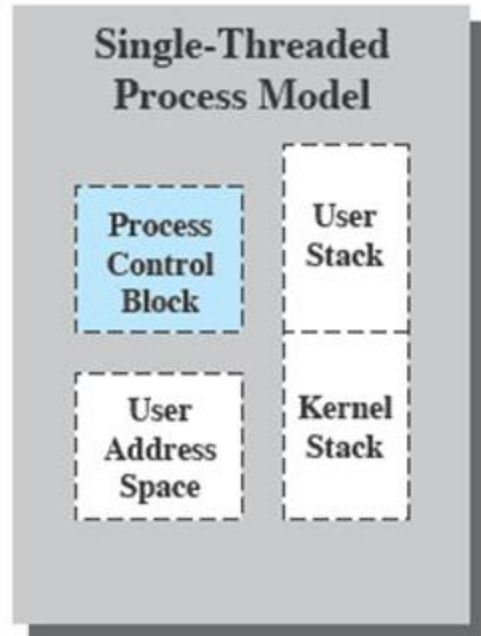 Single-Threaded
Process Model
Process
Control
Block
User
Stack
User
Address
Space
Kernel
Stack